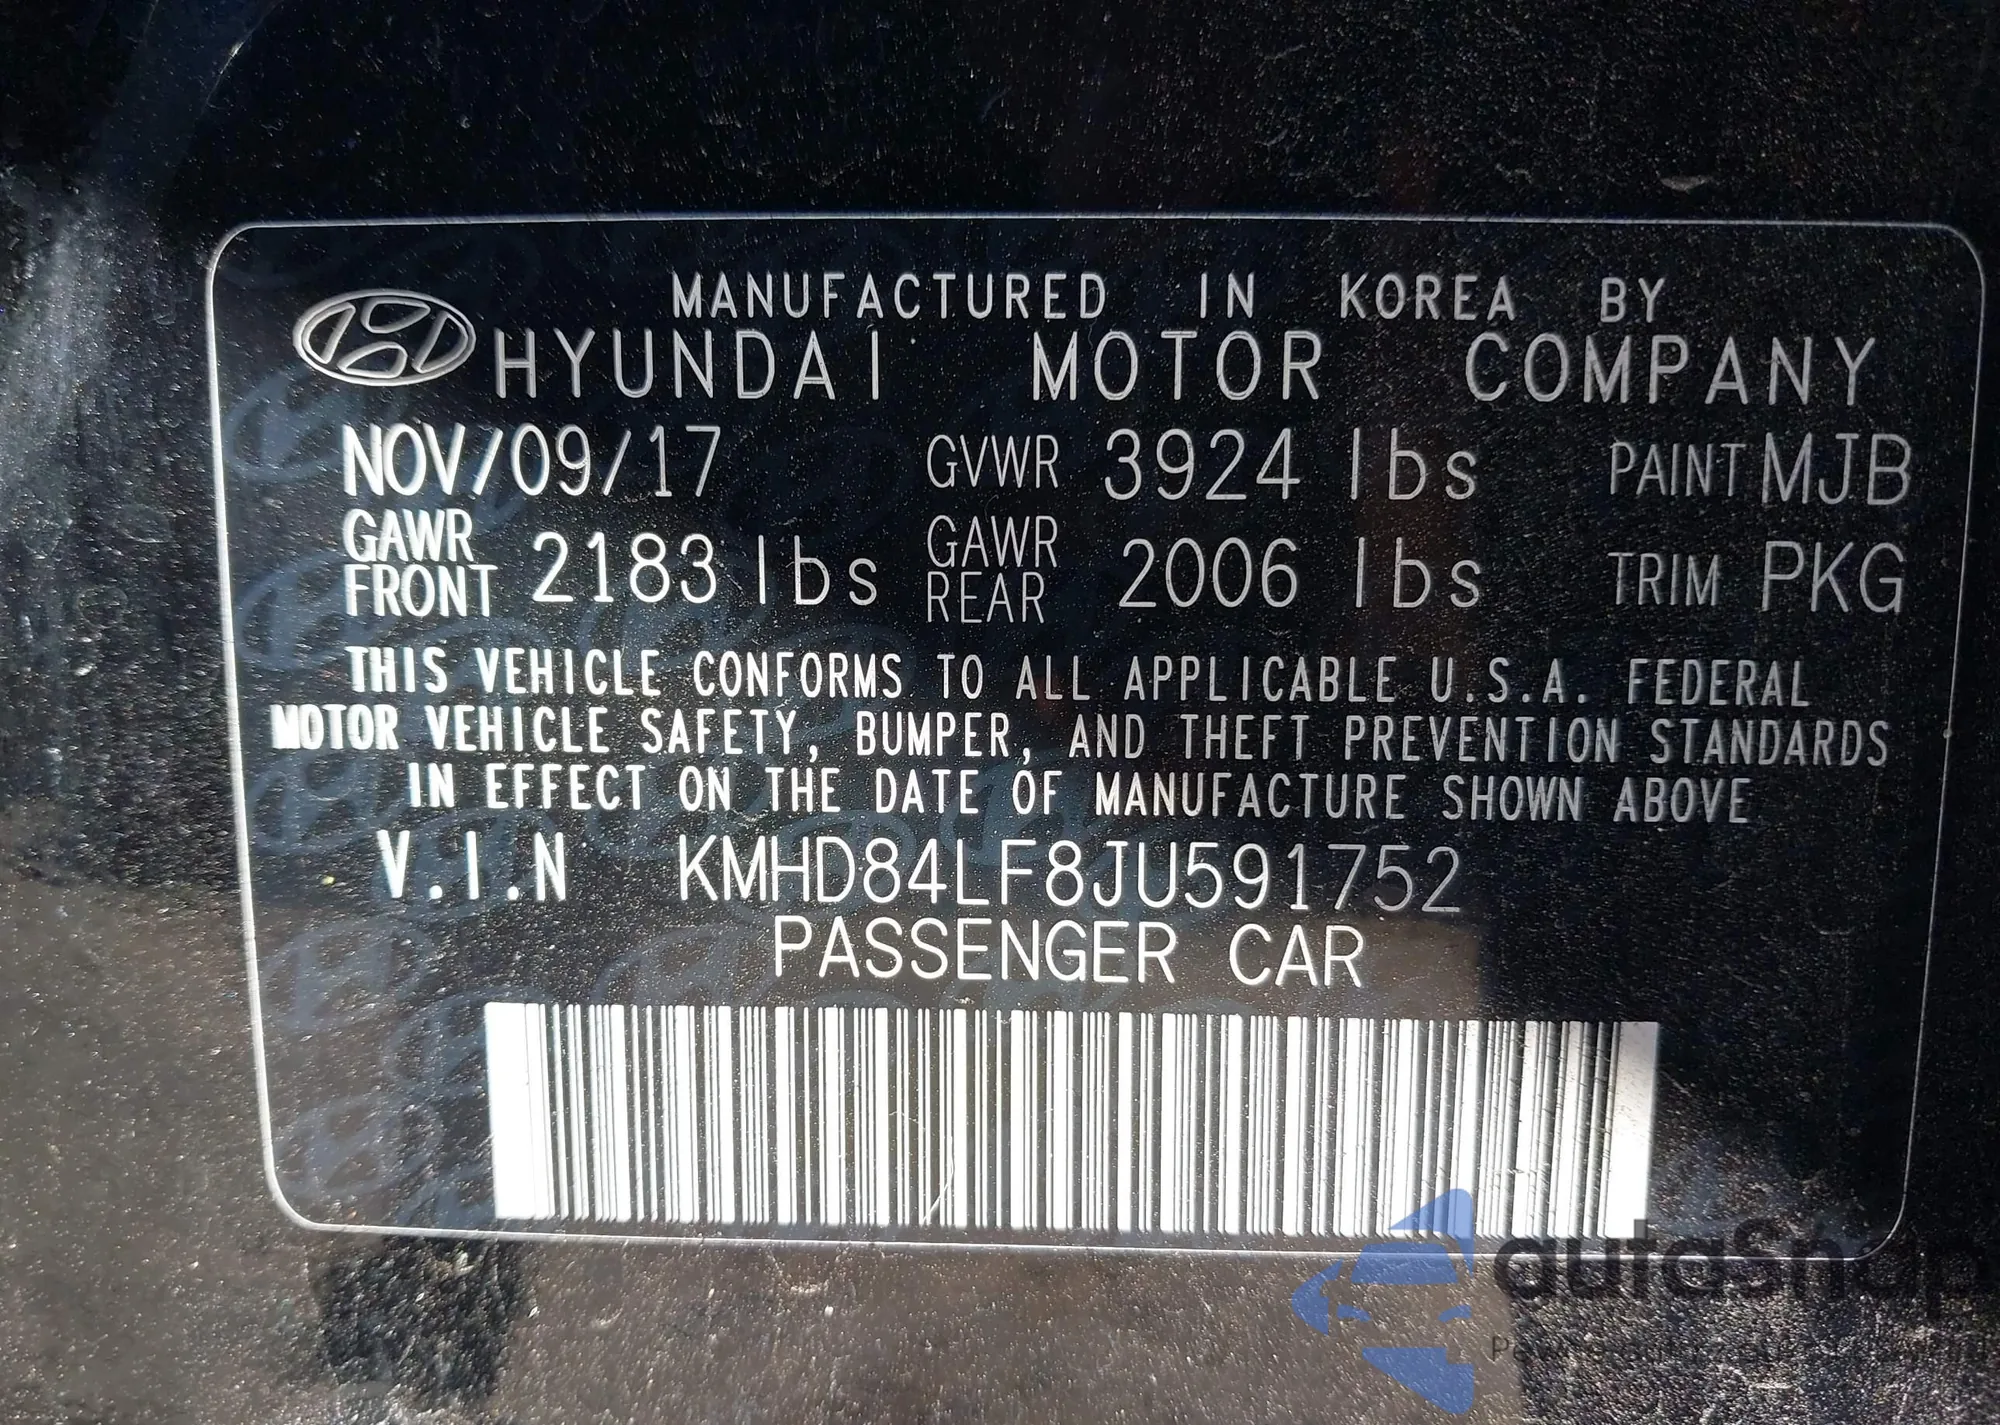 MANUFACTURED IN KOREA BY
HYUNDAI MOTOR COMPANY
NOV/09/17 GVWR 3924 lbs PAINT MJB
GAWR FRONT 2183 lbs GAWR REAR 2006 lbs TRIM PKG
THIS VEHICLE CONFORMS TO ALL APPLICABLE U.S.A. FEDERAL
MOTOR VEHICLE SAFETY, BUMPER, AND THEFT PREVENTION STANDARDS
IN EFFECT ON THE DATE OF MANUFACTURE SHOWN ABOVE
V.I.N KMHD84LF8JU591752
PASSENGER CAR
autosnap